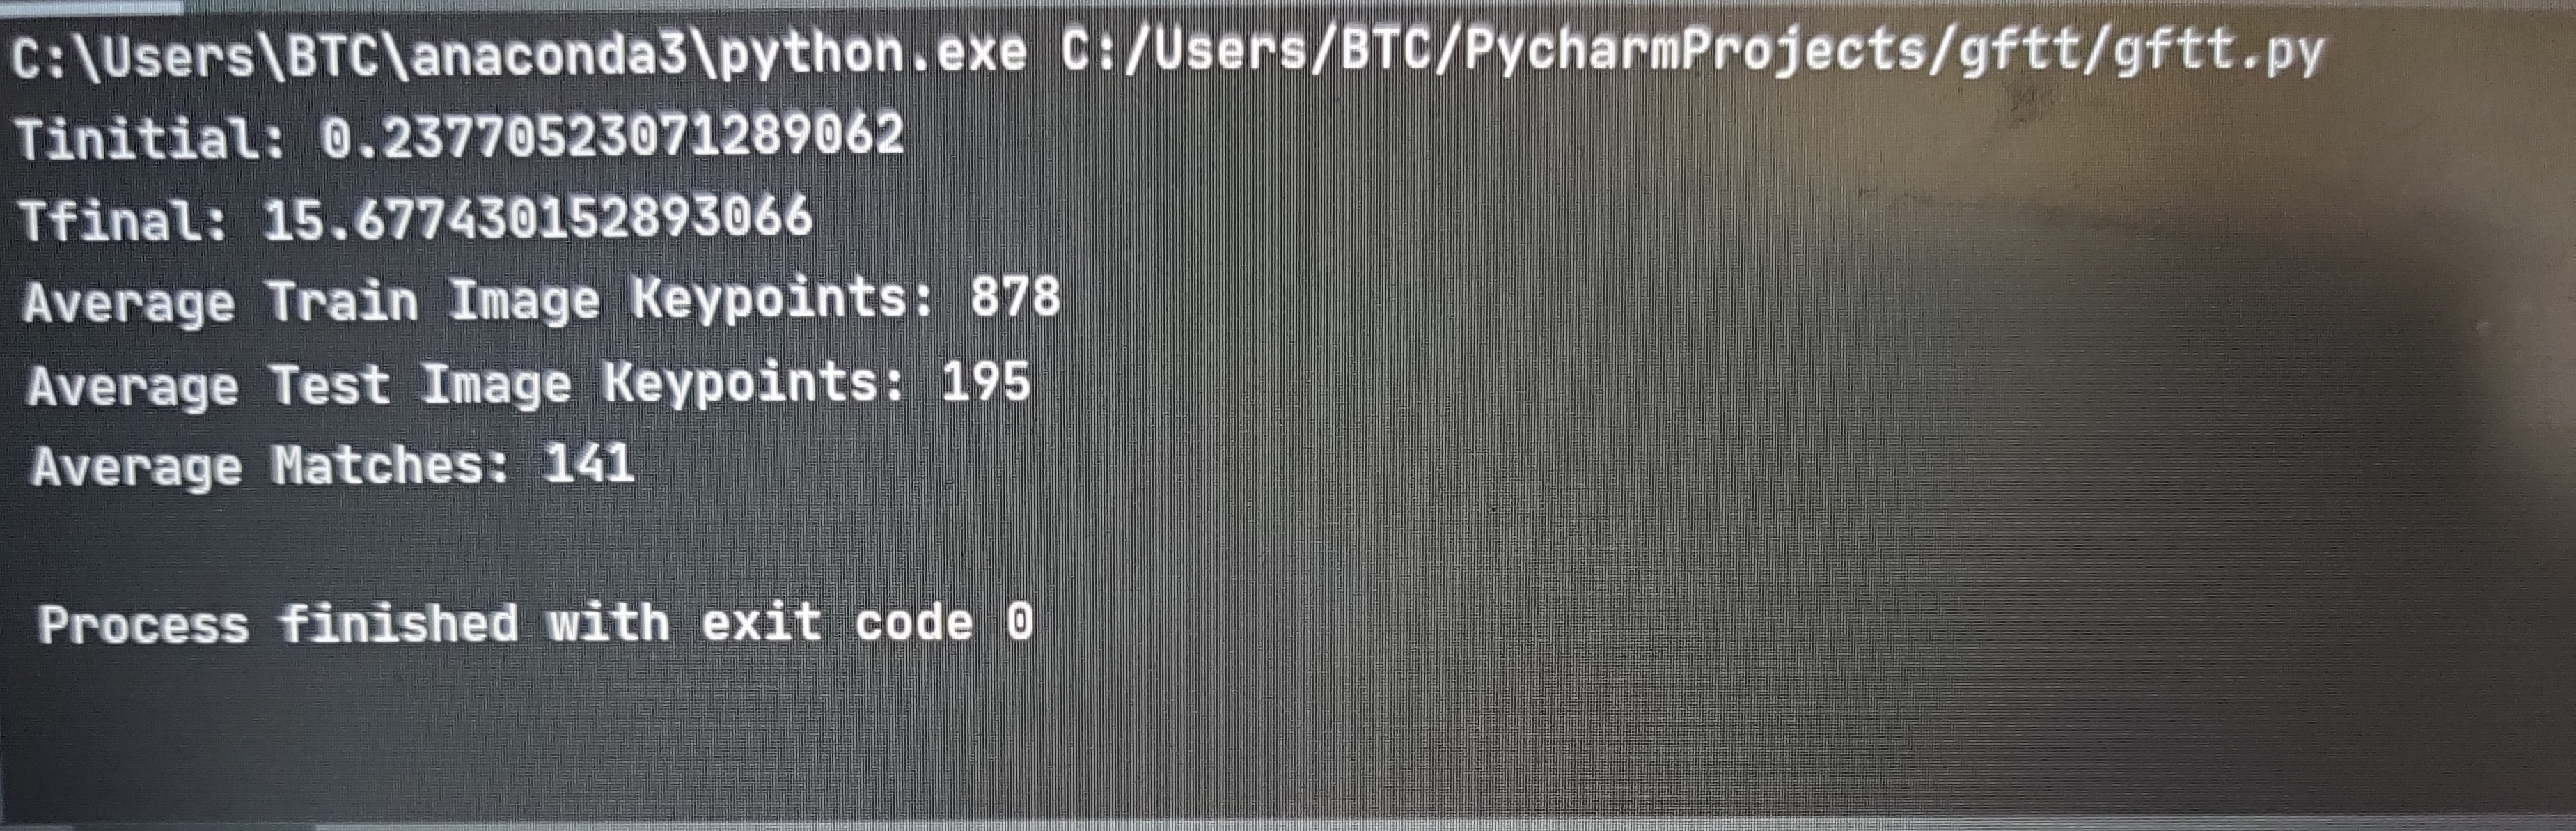 C:\Users\BTC\anaconda3\python.exe C:/Users/BTC/PycharmProjects/gftt/gftt.py
Tinitial: 0.23770523071289062
Tfinal: 15.677430152893066
Average Train Image Keypoints: 878
Average Test Image Keypoints: 195
Average Matches: 141
Process finished with exit code 0